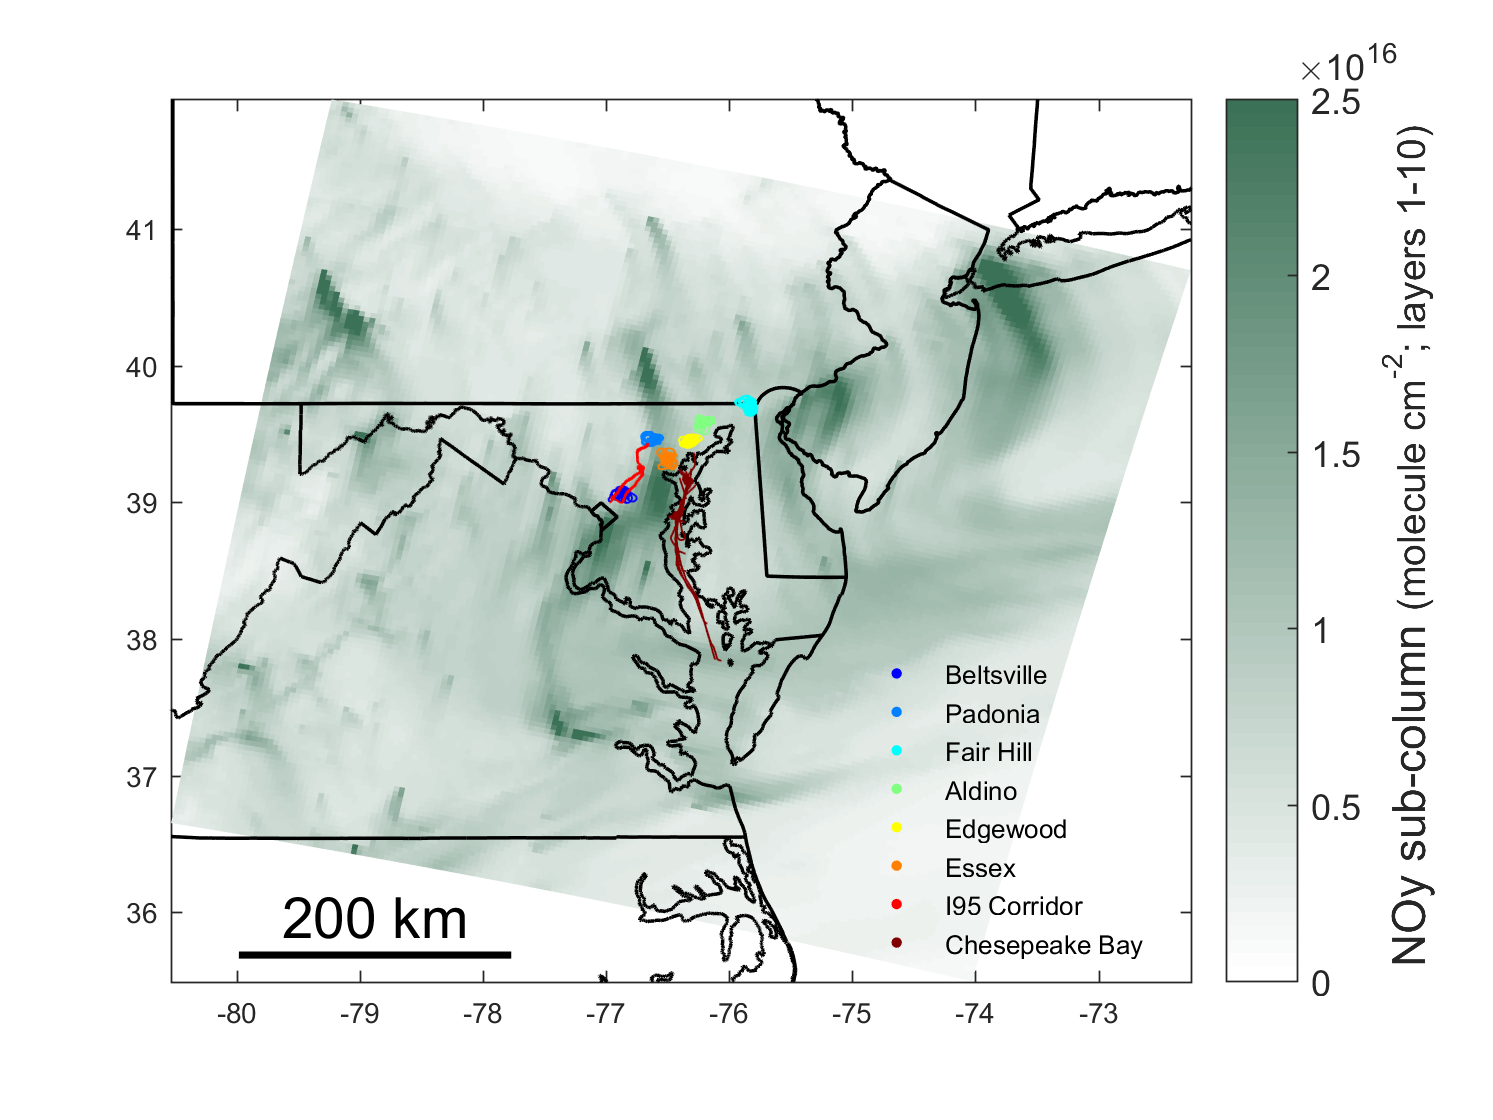 ×10^16
2.5
2
1.5
1
0.5
0
NOy sub-column (molecule cm^-2; layers 1-10)
41
40
39
38
37
36
-80 -79 -78 -77 -76 -75 -74 -73
200 km
Beltsville
Padonia
Fair Hill
Aldino
Edgewood
Essex
I95 Corridor
Chesepeake Bay